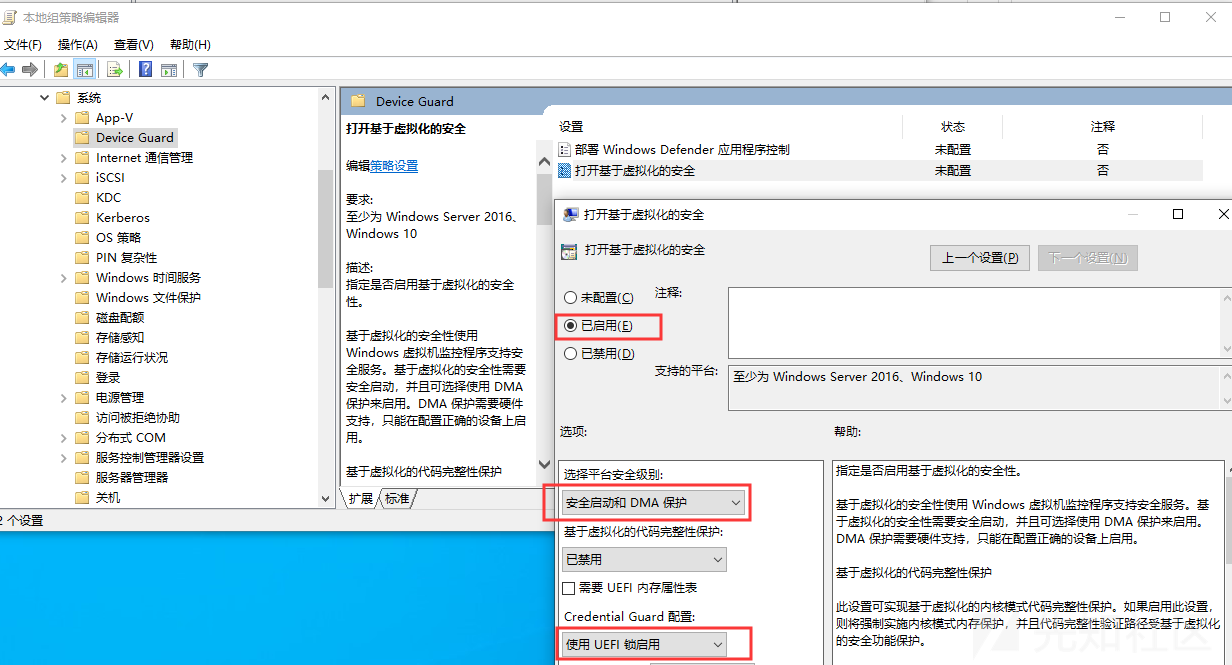 本地组策略编辑器
文件(F) 操作(A) 查看(V) 帮助(H)
系统
App-V
Device Guard
Internet 通信管理
iSCSI
KDC
Kerberos
OS 策略
PIN 复杂性
Windows 时间服务
Windows 文件保护
磁盘配额
存储感知
存储运行状况
登录
电源管理
访问被拒绝协助
分布式 COM
服务控制管理器设置
服务器管理器
关机
2 个设置
Device Guard
打开基于虚拟化的安全
编辑策略设置
要求:
至少为 Windows Server 2016、
Windows 10
描述:
指定是否启用基于虚拟化的安全
性。
基于虚拟化的安全性使用
Windows 虚拟机监控程序支持安
全服务。基于虚拟化的安全性需要
安全启动，并且可选择使用 DMA
保护来启用。DMA 保护需要硬件
支持，只能在配置正确的设备上启
用。
基于虚拟化的代码完整性保护
扩展 标准
设置 状态 注释
部署 Windows Defender 应用程序控制 未配置 否
打开基于虚拟化的安全 未配置 否
打开基于虚拟化的安全
打开基于虚拟化的安全
上一个设置(P) 下一个设置(N)
未配置(C) 注释:
已启用(E)
已禁用(D)
支持的平台: 至少为 Windows Server 2016、Windows 10
选项: 帮助:
选择平台安全级别:
安全启动和 DMA 保护
基于虚拟化的代码完整性保护:
已禁用
需要 UEFI 内存属性表
Credential Guard 配置:
使用 UEFI 锁启用
指定是否启用基于虚拟化的安全性。
基于虚拟化的安全性使用 Windows 虚拟机监控程序支持安全服务。基
于虚拟化的安全性需要安全启动，并且可选择使用 DMA 保护来启用。
DMA 保护需要硬件支持，只能在配置正确的设备上启用。
基于虚拟化的代码完整性保护
此设置可实现基于虚拟化的内核模式代码完整性保护。如果启用此设置，
则将强制实施内核模式内存保护，并且代码完整性验证路径受基于虚拟化
的安全功能保护。
先知社区